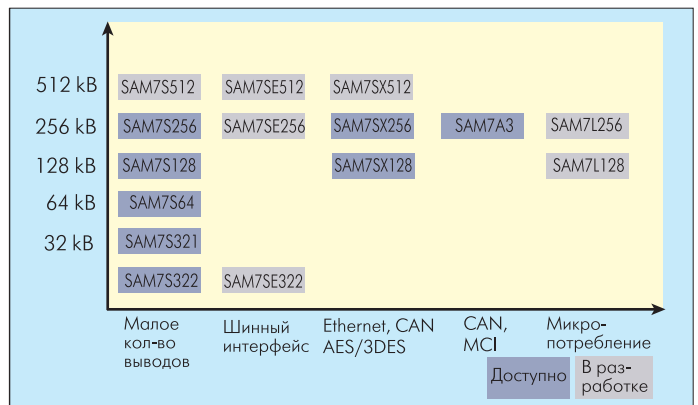 512 kB SAM7S512 SAM7SE512 SAM7SX512
256 kB SAM7S256 SAM7SE256 SAM7SX256 SAM7A3 SAM7L256
128 kB SAM7S128 SAM7SX128 SAM7L128
64 kB SAM7S64
32 kB SAM7S321
SAM7S322 SAM7SE322
Малое
кол-во
выводов
Шинный
интерфейс
Ethernet, CAN
AES/3DES
CAN,
MCI
Микро-
потребление
Доступно
В раз-
работке